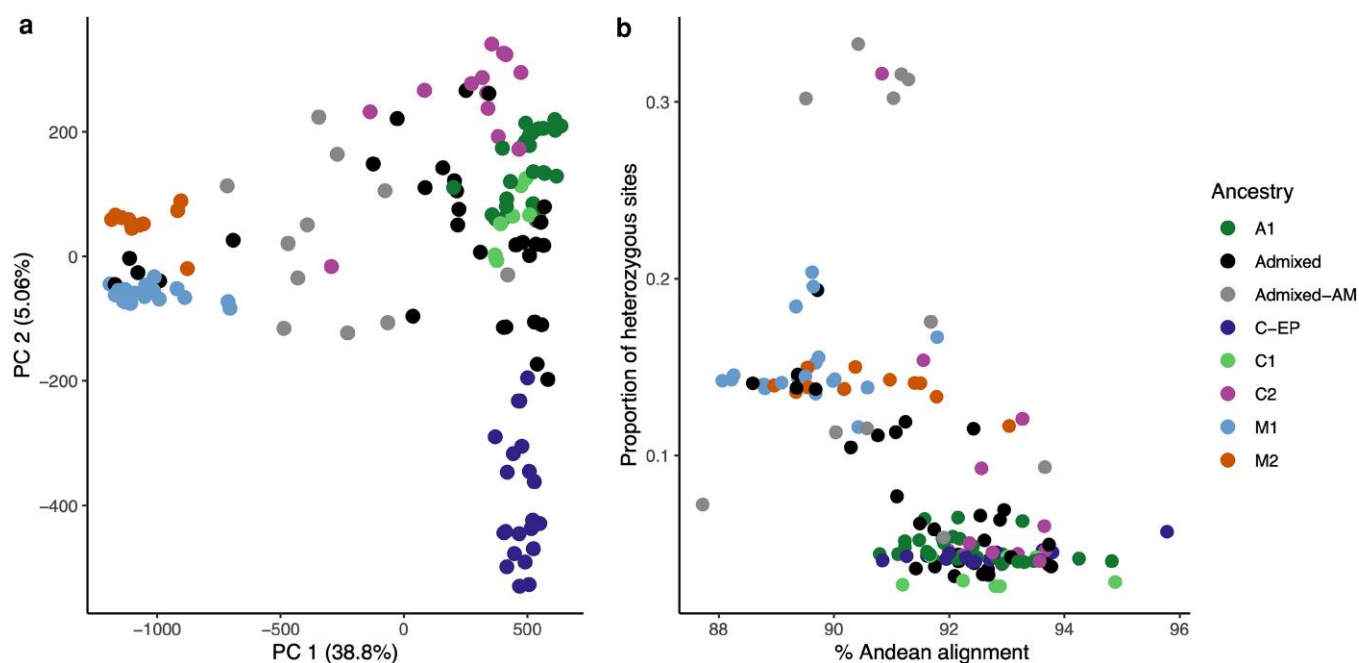 a
PC 2 (5.06%)
200
0
−200
−400
−1000
−500
0
500
PC 1 (38.8%)
b
Proportion of heterozygous sites
0.3
0.2
0.1
88
90
92
94
96
% Andean alignment
Ancestry
A1
Admixed
Admixed−AM
C−EP
C1
C2
M1
M2